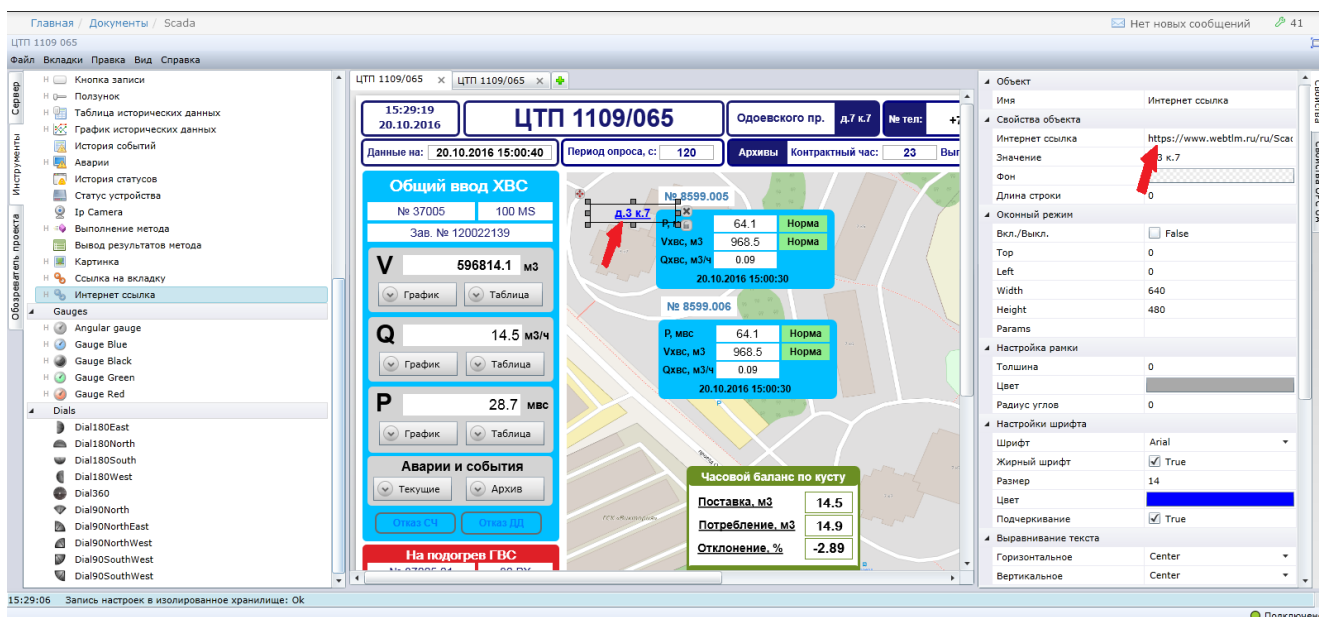 Главная / Документы / Scada
Нет новых сообщений 41
ЦТП 1109 065
Файл Вкладки Правка Вид Справка
Сервер
Инструменты
Обозреватель проекта
Кнопка записи
Ползунок
Таблица исторических данных
График исторических данных
История событий
Аварии
История статусов
Статус устройства
Ip Camera
Выполнение метода
Вывод результатов метода
Картинка
Ссылка на вкладку
Интернет ссылка
Gauges
Angular gauge
Gauge Blue
Gauge Black
Gauge Green
Gauge Red
Dials
Dial180East
Dial180North
Dial180South
Dial180West
Dial360
Dial90North
Dial90NorthEast
Dial90NorthWest
Dial90SouthWest
Dial90SouthWest
ЦТП 1109/065 x ЦТП 1109/065 x
15:29:19
20.10.2016
ЦТП 1109/065
Одоевского пр. д.7 к.7 № тел: +7
Данные на: 20.10.2016 15:00:40 Период опроса, с: 120 Архивы Контрактный час: 23
Общий ввод ХВС
№ 37005 100 MS
Зав. № 120022139
V 596814.1 м3
График Таблица
Q 14.5 м3/ч
График Таблица
P 28.7 мвс
График Таблица
Аварии и события
Текущие Архив
Отказ СЧ Отказ ДД
На подогрев ГВС
№ 8599.005
д.3 к.7
64.1 Норма
Vхвс, м3 968.5 Норма
Qхвс, м3/ч 0.09
20.10.2016 15:00:30
№ 8599.006
P, мвс 64.1 Норма
Vхвс, м3 968.5 Норма
Qхвс, м3/ч 0.09
20.10.2016 15:00:30
P
Часовой баланс по кусту
Поставка, м3 14.5
Потребление, м3 14.9
Отклонение, % -2.89
Объект
Имя Интернет ссылка
Свойства объекта
Интернет ссылка https://www.webtlm.ru/ru/Scad
Значение к.7
Фон
Длина строки 0
Оконный режим
Вкл./Выкл. False
Top 0
Left 0
Width 640
Height 480
Params
Настройка рамки
Толщина 0
Цвет
Радиус углов 0
Настройки шрифта
Шрифт Arial
Жирный шрифт True
Размер 14
Цвет
Подчеркивание True
Выравнивание текста
Горизонтальное Center
Вертикальное Center
15:29:06 Запись настроек в изолированное хранилище: Ok